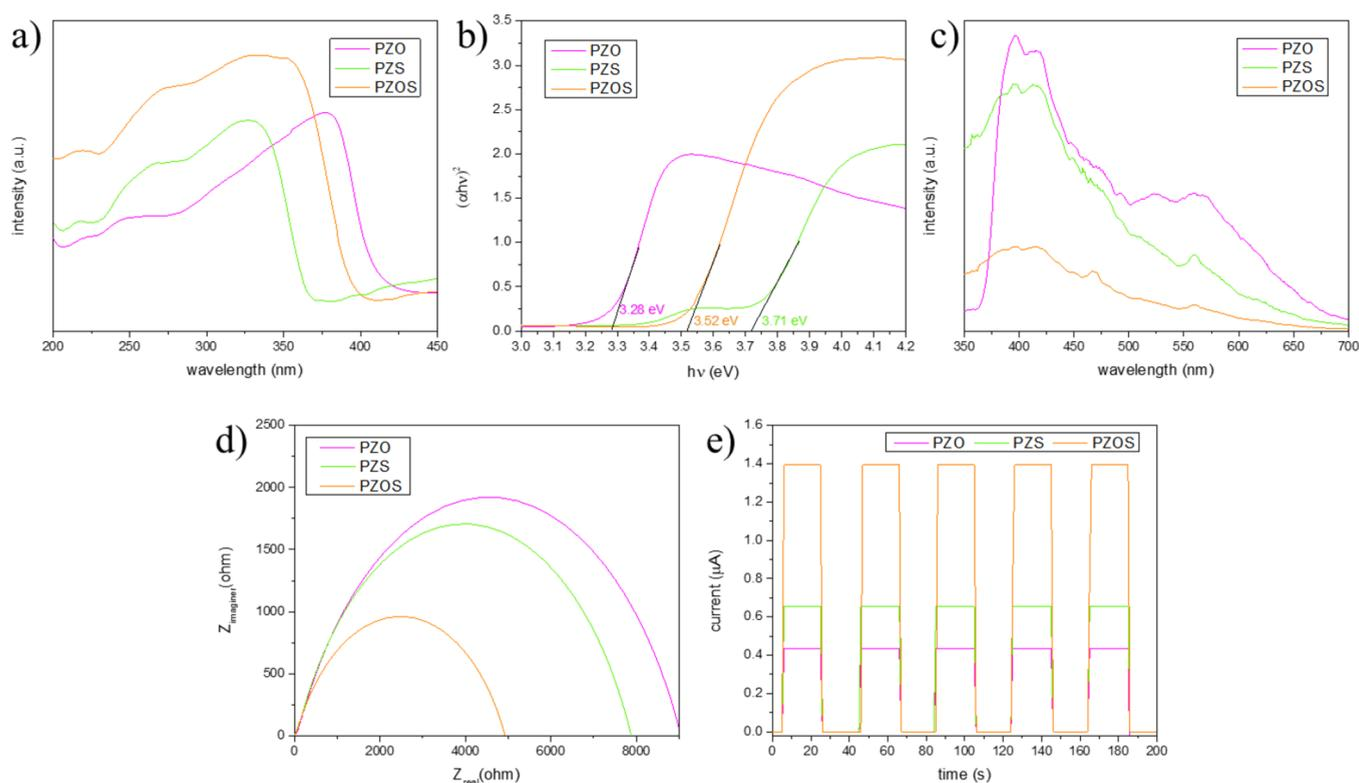 a)
PZO
PZS
PZOS
intensity (a.u.)
200 250 300 350 400 450
wavelength (nm)
b)
3.5
3.0
2.5
2.0
1.5
1.0
0.5
0.0
(αhν)²
PZO
PZS
PZOS
3.28 eV
3.52 eV
3.71 eV
3.0 3.1 3.2 3.3 3.4 3.5 3.6 3.7 3.8 3.9 4.0 4.1 4.2
hν (eV)
c)
PZO
PZS
PZOS
intensity (a.u.)
350 400 450 500 550 600 650 700
wavelength (nm)
d)
2500
2000
1500
1000
500
0
Z imaginer (ohm)
PZO
PZS
PZOS
0 2000 4000 6000 8000
Z real (ohm)
e)
1.6
1.4
1.2
1.0
0.8
0.6
0.4
0.2
0.0
current (µA)
PZO PZS PZOS
0 20 40 60 80 100 120 140 160 180 200
time (s)